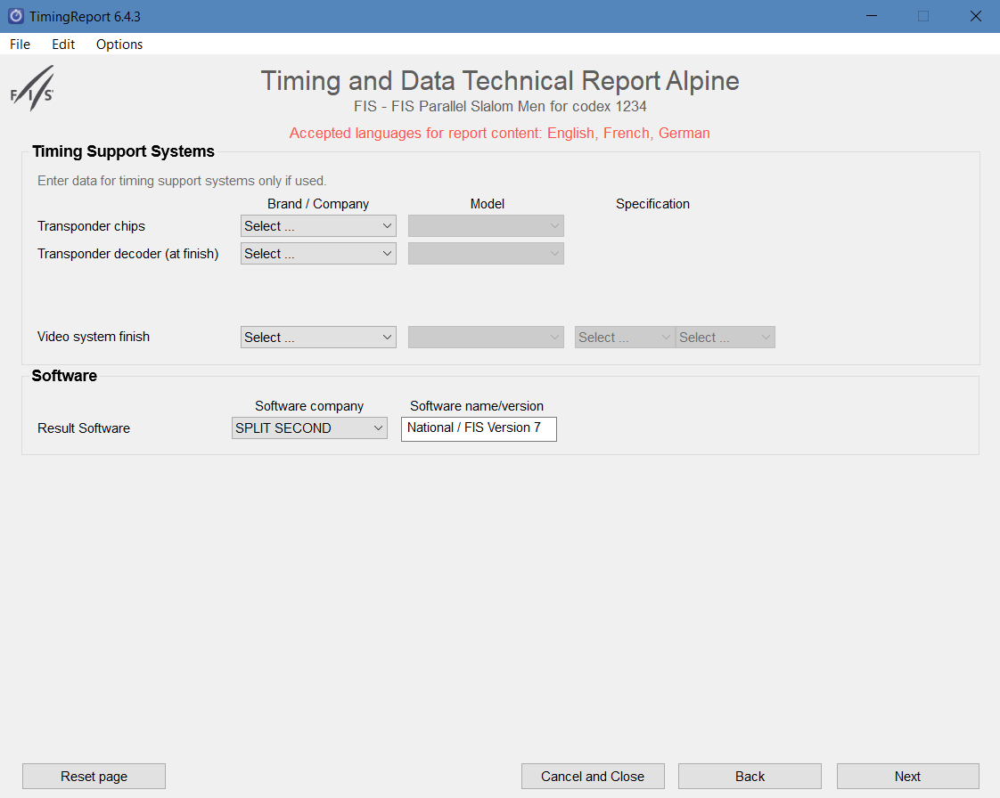 TimingReport 6.4.3
File Edit Options
FIS
Timing and Data Technical Report Alpine
FIS - FIS Parallel Slalom Men for codex 1234
Accepted languages for report content: English, French, German
Timing Support Systems
Enter data for timing support systems only if used.
Brand / Company Model Specification
Transponder chips Select ...
Transponder decoder (at finish) Select ...
Video system finish Select ... Select ... Select ...
Software
Software company Software name/version
Result Software SPLIT SECOND National / FIS Version 7
Reset page Cancel and Close Back Next